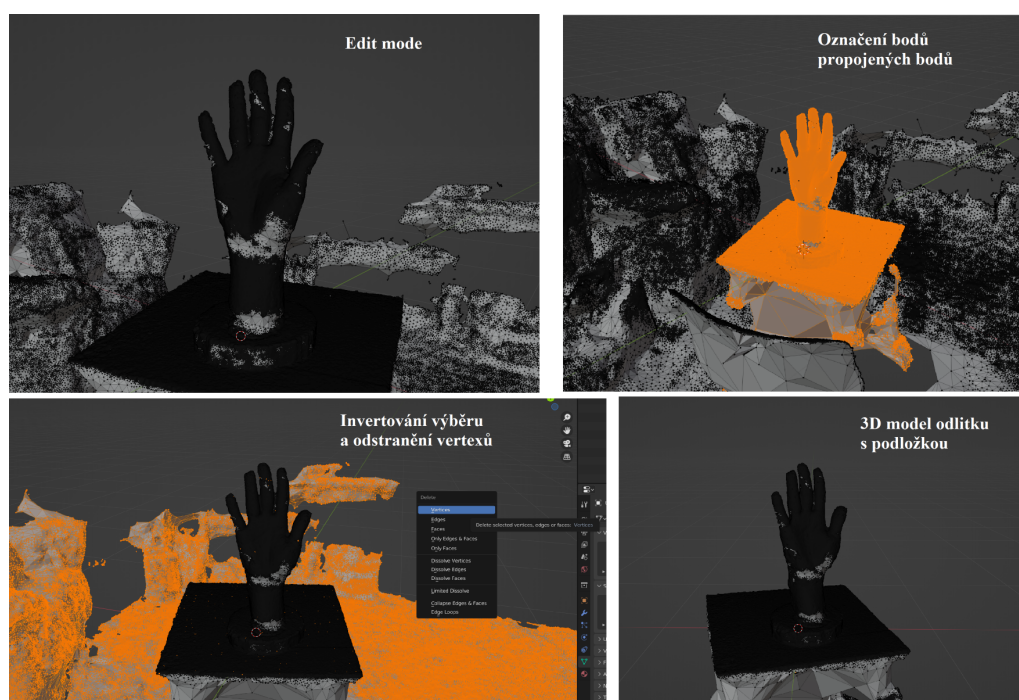 Edit mode
Označení bodů
propojených bodů
Invertování výběru
a odstranění vertexů
Delete
Vertices
Edges
Delete selected vertices, edges or faces: Vertices
Faces
Only Edges & Faces
Only Faces
Dissolve Vertices
Dissolve Edges
Dissolve Faces
Limited Dissolve
Collapse Edges & Faces
Edge Loops
3D model odlitku
s podložkou